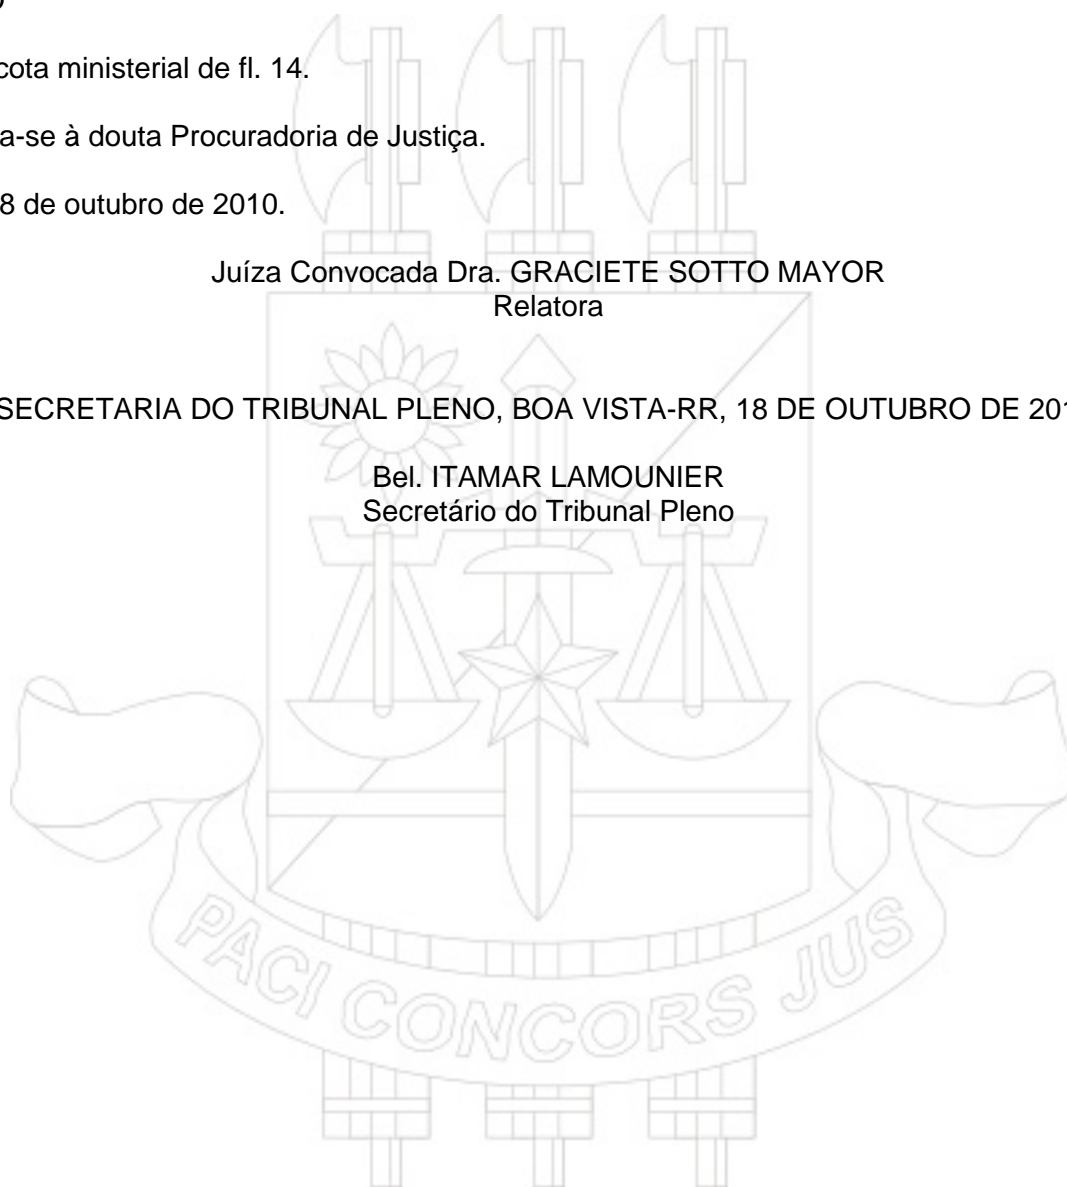 cota ministerial de fl. 14.
a-se à douta Procuradoria de Justiça.
8 de outubro de 2010.
Juíza Convocada Dra. GRACIETE SOTTO MAYOR
Relatora
SECRETARIA DO TRIBUNAL PLENO, BOA VISTA-RR, 18 DE OUTUBRO DE 201
Bel. ITAMAR LAMOUNIER
Secretário do Tribunal Pleno
PACI CONCORS JUS